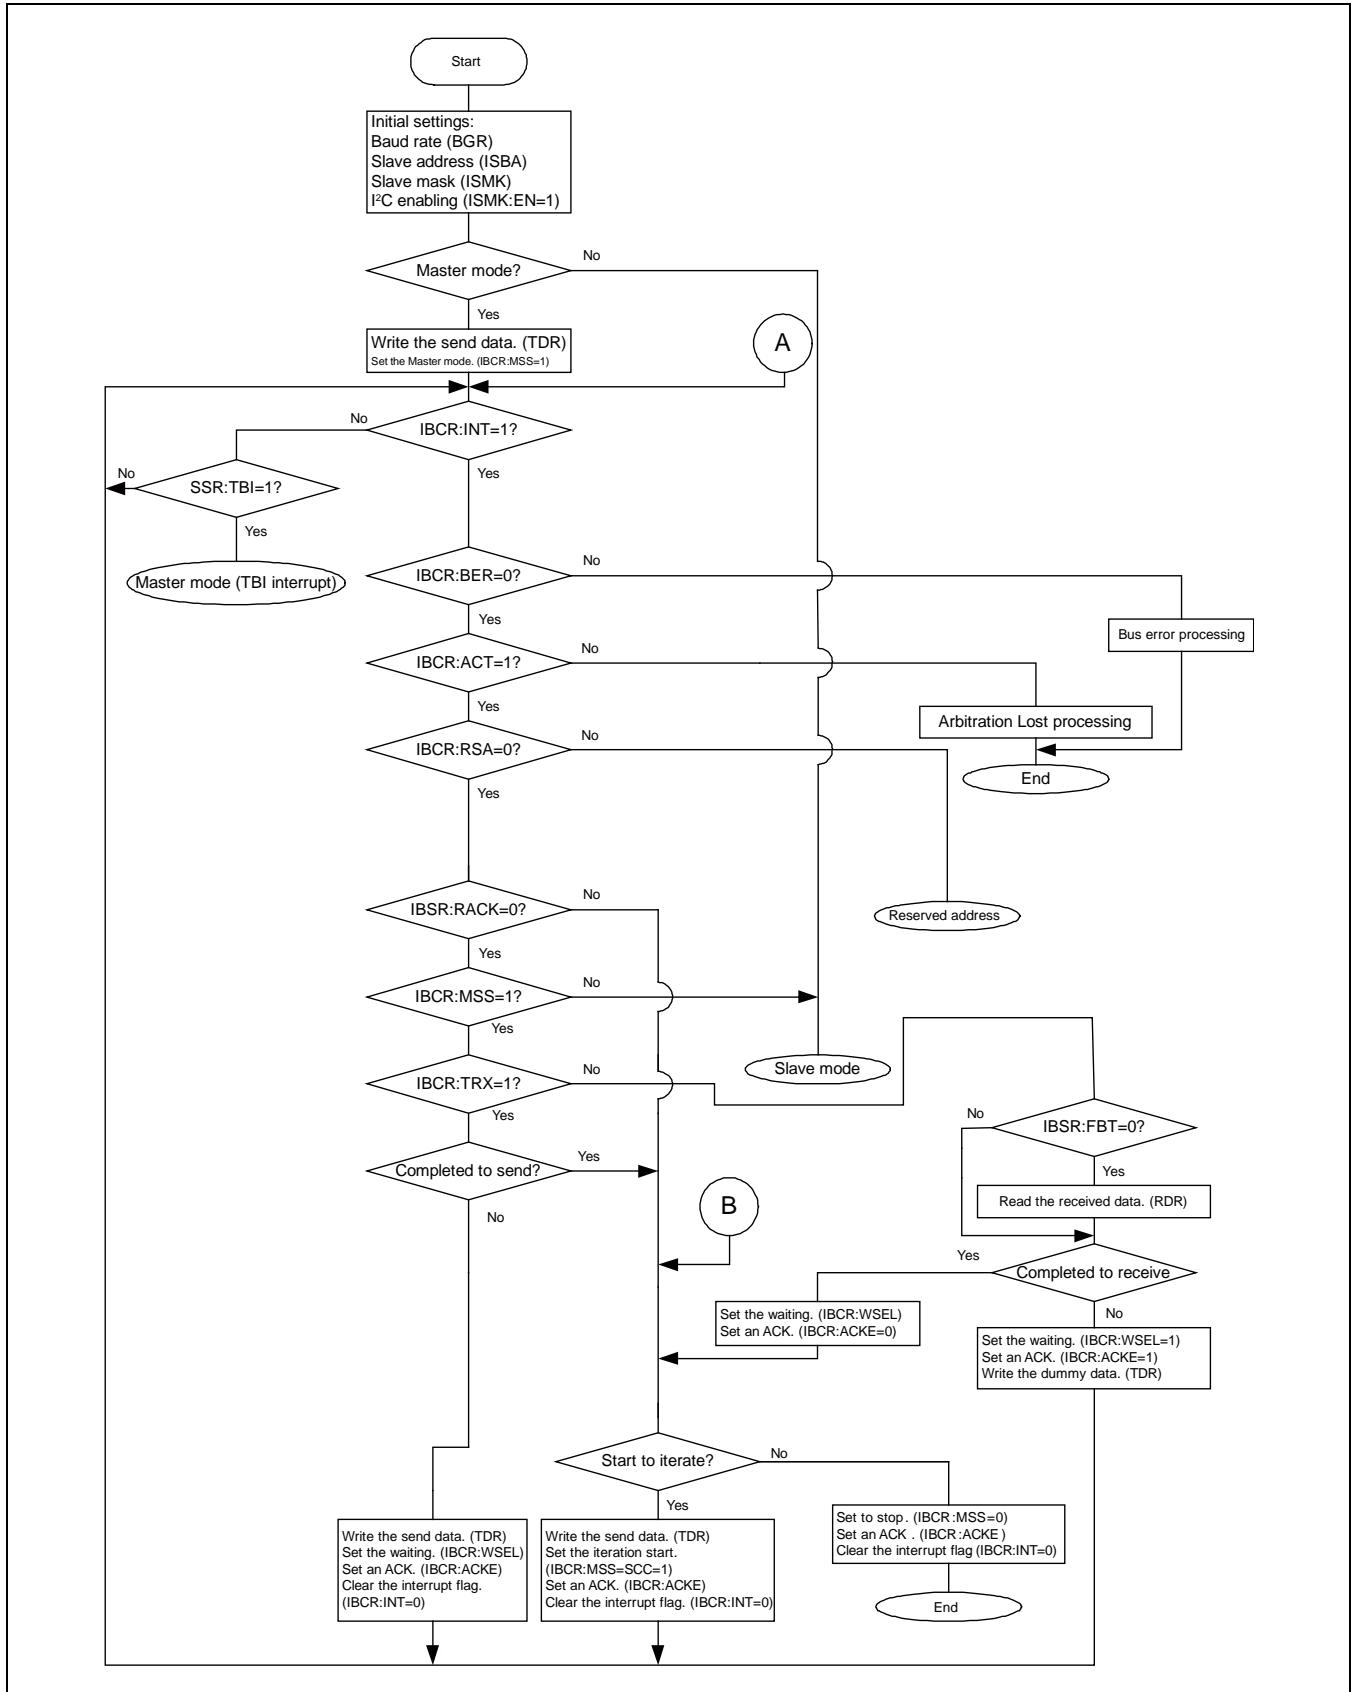 Start
Initial settings:
Baud rate (BGR)
Slave address (ISBA)
Slave mask (ISMK)
I²C enabling (ISMK:EN=1)
Master mode?
No
Yes
Write the send data. (TDR)
Set the Master mode. (IBCR:MSS=1)
A
IBCR:INT=1?
No
Yes
SSR:TBI=1?
No
Yes
Master mode (TBI interrupt)
IBCR:BER=0?
No
Yes
Bus error processing
IBCR:ACT=1?
No
Yes
Arbitration Lost processing
IBCR:RSA=0?
No
Yes
End
IBSR:RACK=0?
No
Yes
Reserved address
IBCR:MSS=1?
No
Yes
Slave mode
IBCR:TRX=1?
No
Yes
IBSR:FBT=0?
No
Yes
Completed to send?
Yes
No
Read the received data. (RDR)
B
Completed to receive
Yes
No
Set the waiting. (IBCR:WSEL)
Set an ACK. (IBCR:ACKE=0)
Set the waiting. (IBCR:WSEL=1)
Set an ACK. (IBCR:ACKE=1)
Write the dummy data. (TDR)
Start to iterate?
No
Yes
Write the send data. (TDR)
Set the waiting. (IBCR:WSEL)
Set an ACK. (IBCR:ACKE)
Clear the interrupt flag.
(IBCR:INT=0)
Write the send data. (TDR)
Set the iteration start.
(IBCR:MSS=SCC=1)
Set an ACK. (IBCR:ACKE)
Clear the interrupt flag. (IBCR:INT=0)
Set to stop. (IBCR:MSS=0)
Set an ACK . (IBCR:ACKE )
Clear the interrupt flag (IBCR:INT=0)
End